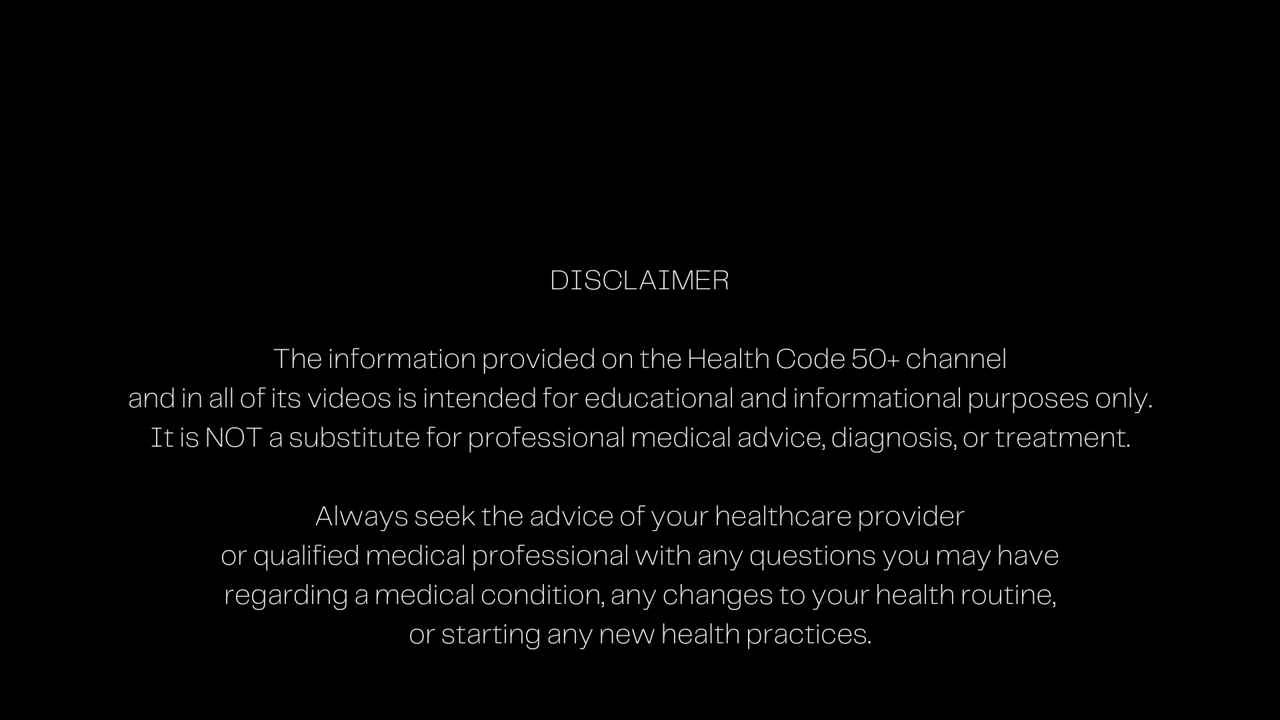 DISCLAIMER
The information provided on the Health Code 50+ channel
and in all of its videos is intended for educational and informational purposes only.
It is NOT a substitute for professional medical advice, diagnosis, or treatment.
Always seek the advice of your healthcare provider
or qualified medical professional with any questions you may have
regarding a medical condition, any changes to your health routine,
or starting any new health practices.